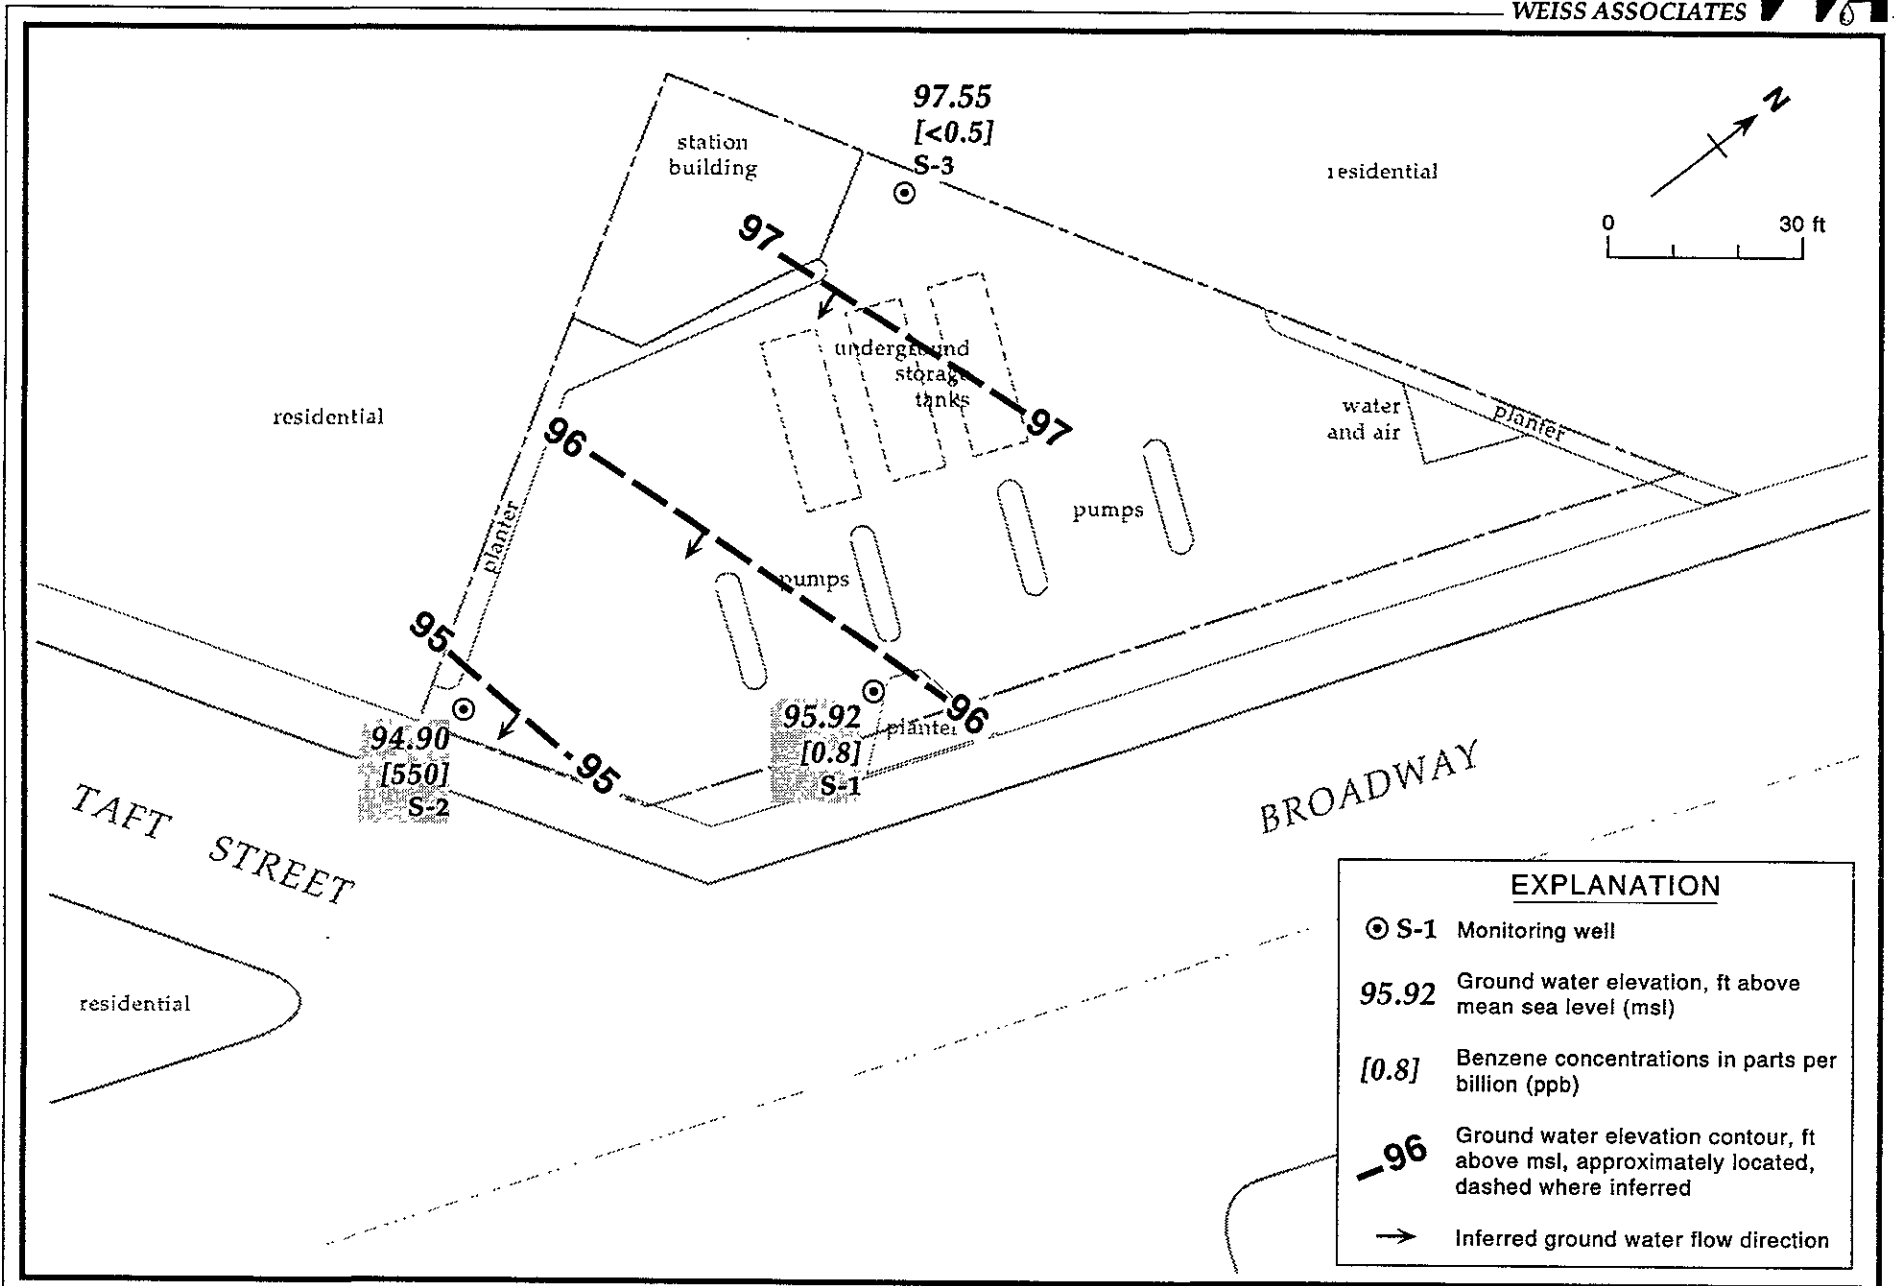 WEISS ASSOCIATES
97.55
[<0.5]
S-3
N
station
building
residential
0 30 ft
97
underground
storage
tanks
97
residential
water
and air
planter
96
pumps
planter
pumps
95
95.92
[0.8]
S-1
planter
96
94.90
[550]
S-2
95
TAFT STREET
BROADWAY
residential
EXPLANATION
S-1 Monitoring well
95.92 Ground water elevation, ft above
mean sea level (msl)
[0.8] Benzene concentrations in parts per
billion (ppb)
96 Ground water elevation contour, ft
above msl, approximately located,
dashed where inferred
Inferred ground water flow direction